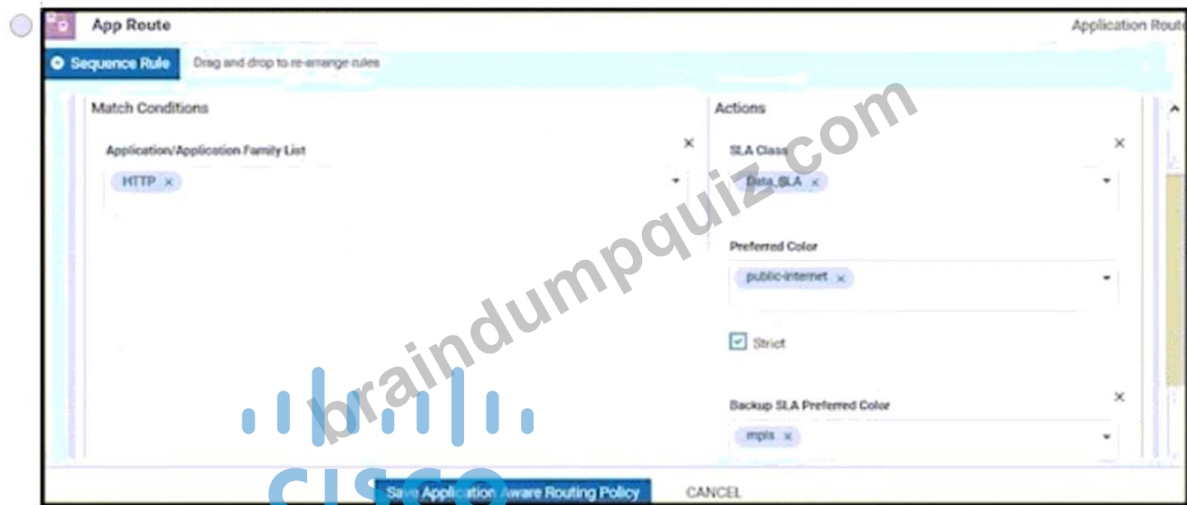 App Route
Application Route
Sequence Rule
Drag and drop to re-arrange rules
Match Conditions
Actions
Application/Application Family List
HTTP ×
SLA Class
Data_SLA ×
Preferred Color
public-internet ×
Strict
Backup SLA Preferred Color
mpls ×
Save Application Aware Routing Policy
CANCEL
braindumpquiz.com
CISCO